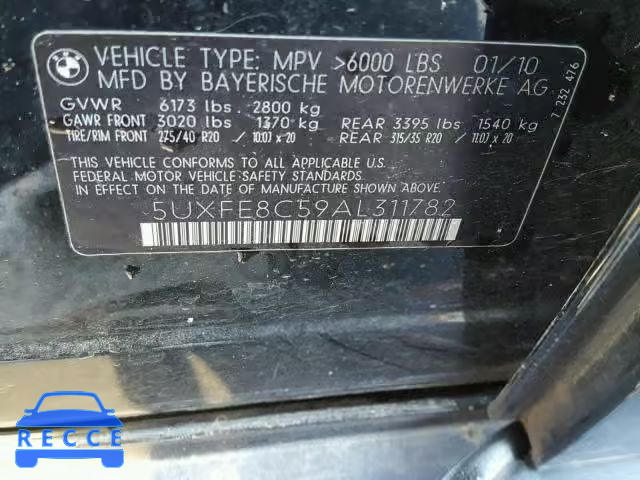 BMW
VEHICLE TYPE: MPV >6000 LBS 01/10
MFD BY BAYERISCHE MOTORENWERKE AG
7 232 476
GVWR 6173 lbs 2800 kg
GAWR FRONT 3020 lbs 1370 kg REAR 3395 lbs 1540 kg
TIRE/RIM FRONT 275/40 R20 / 10.0J x 20 REAR 315/35 R20 / 11.0J x 20
THIS VEHICLE CONFORMS TO ALL APPLICABLE U.S.
FEDERAL MOTOR VEHICLE SAFETY STANDARDS
IN EFFECT ON THE DATE OF MANUFACTURE.
5UXFE8C59AL311782
RECCE